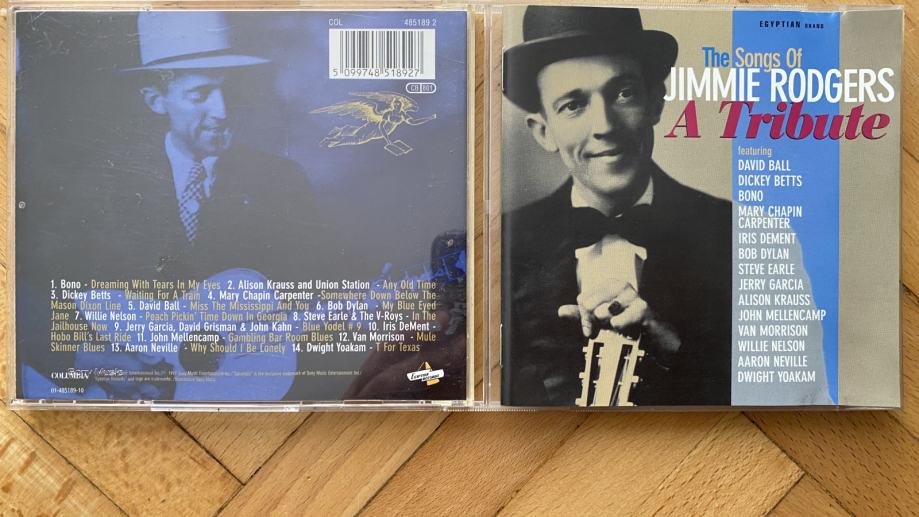 COL 485189 2
5 099748 518927
CB 801
1. Bono - Dreaming With Tears In My Eyes 2. Alison Krauss and Union Station - Any Old Time
3. Dickey Betts - Waiting For A Train 4. Mary Chapin Carpenter - Somewhere Down Below The
Mason Dixon Line 5. David Ball - Miss The Mississippi And You 6. Bob Dylan - My Blue Eyed
Jane 7. Willie Nelson - Peach Pickin' Time Down In Georgia 8. Steve Earle & The V-Roys - In The
Jailhouse Now 9. Jerry Garcia, David Grisman & John Kahn - Blue Yodel # 9 10. Iris DeMent -
Hobo Bill's Last Ride 11. John Mellencamp - Gambling Bar Room Blues 12. Van Morrison - Mule
Skinner Blues 13. Aaron Neville - Why Should I Be Lonely 14. Dwight Yoakam - T For Texas
COLUMBIA
01-485189-10
EGYPTIAN BRAND
The Songs Of
JIMMIE RODGERS
A Tribute
featuring
DAVID BALL
DICKEY BETTS
BONO
MARY CHAPIN
CARPENTER
IRIS DEMENT
BOB DYLAN
STEVE EARLE
JERRY GARCIA
ALISON KRAUSS
JOHN MELLENCAMP
VAN MORRISON
WILLIE NELSON
AARON NEVILLE
DWIGHT YOAKAM